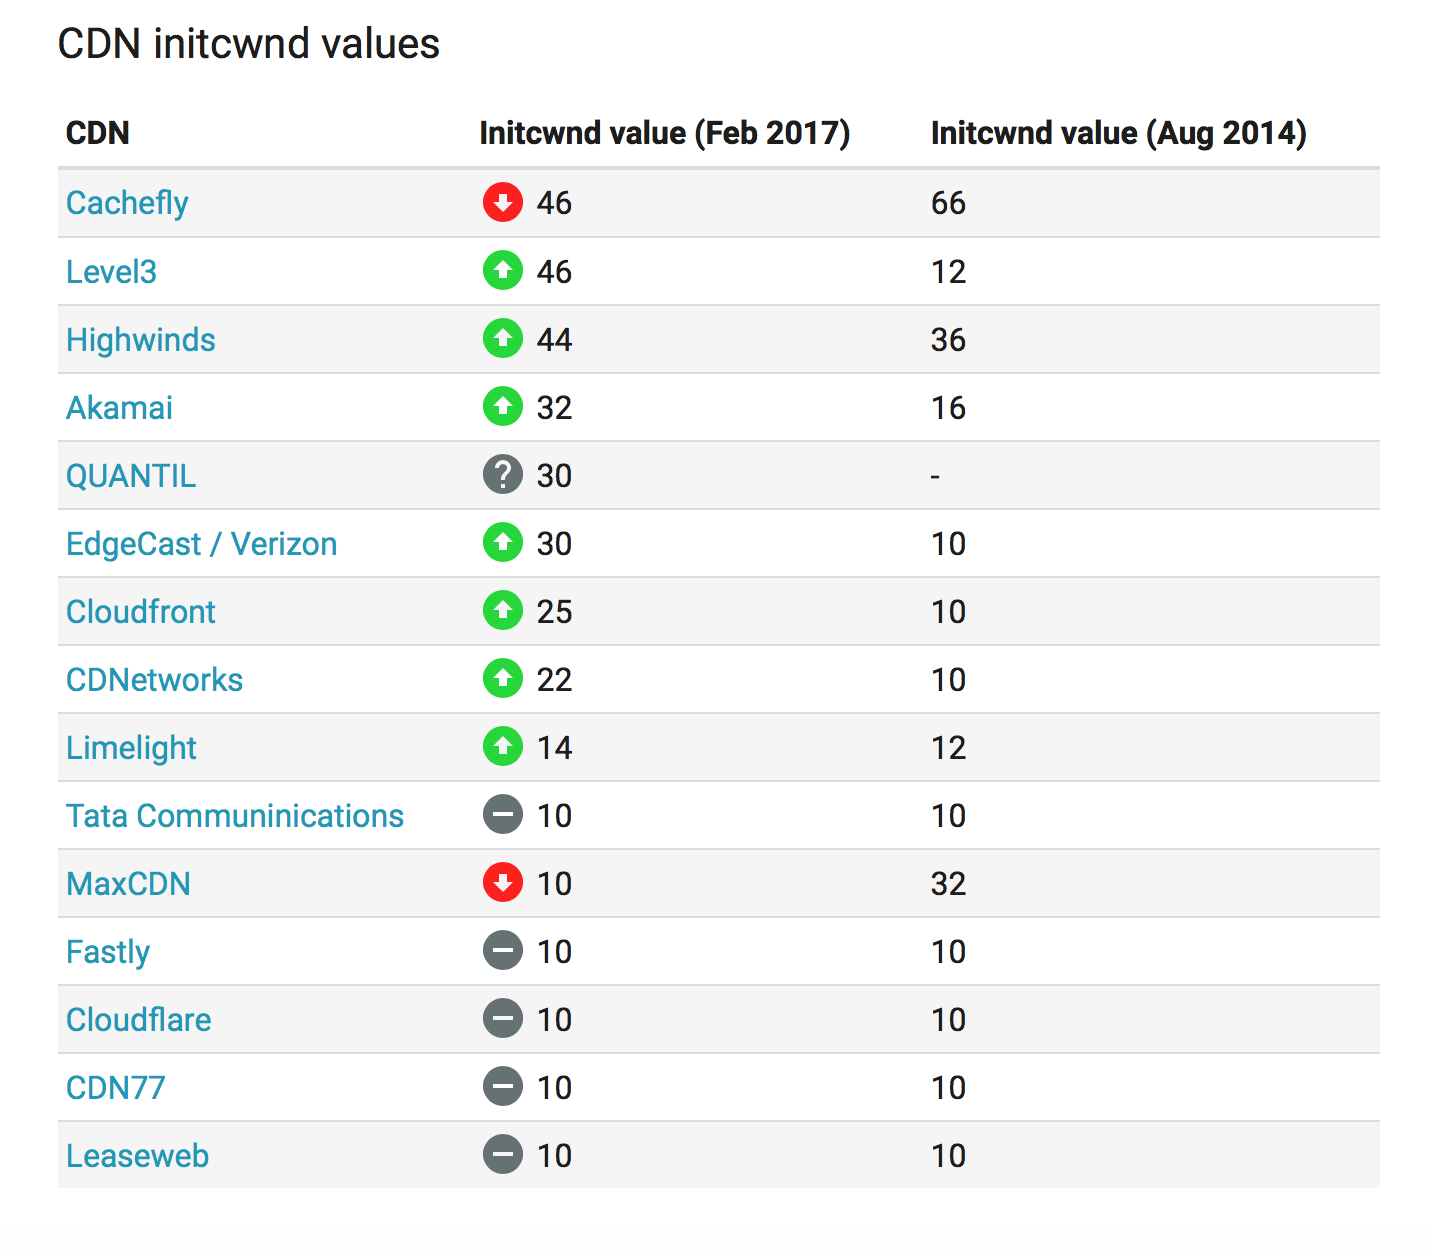 CDN initcwnd values
CDN Initcwnd value (Feb 2017) Initcwnd value (Aug 2014)
Cachefly 46 66
Level3 46 12
Highwinds 44 36
Akamai 32 16
QUANTIL ? 30 -
EdgeCast / Verizon 30 10
Cloudfront 25 10
CDNetworks 22 10
Limelight 14 12
Tata Communinications 10 10
MaxCDN 10 32
Fastly 10 10
Cloudflare 10 10
CDN77 10 10
Leaseweb 10 10